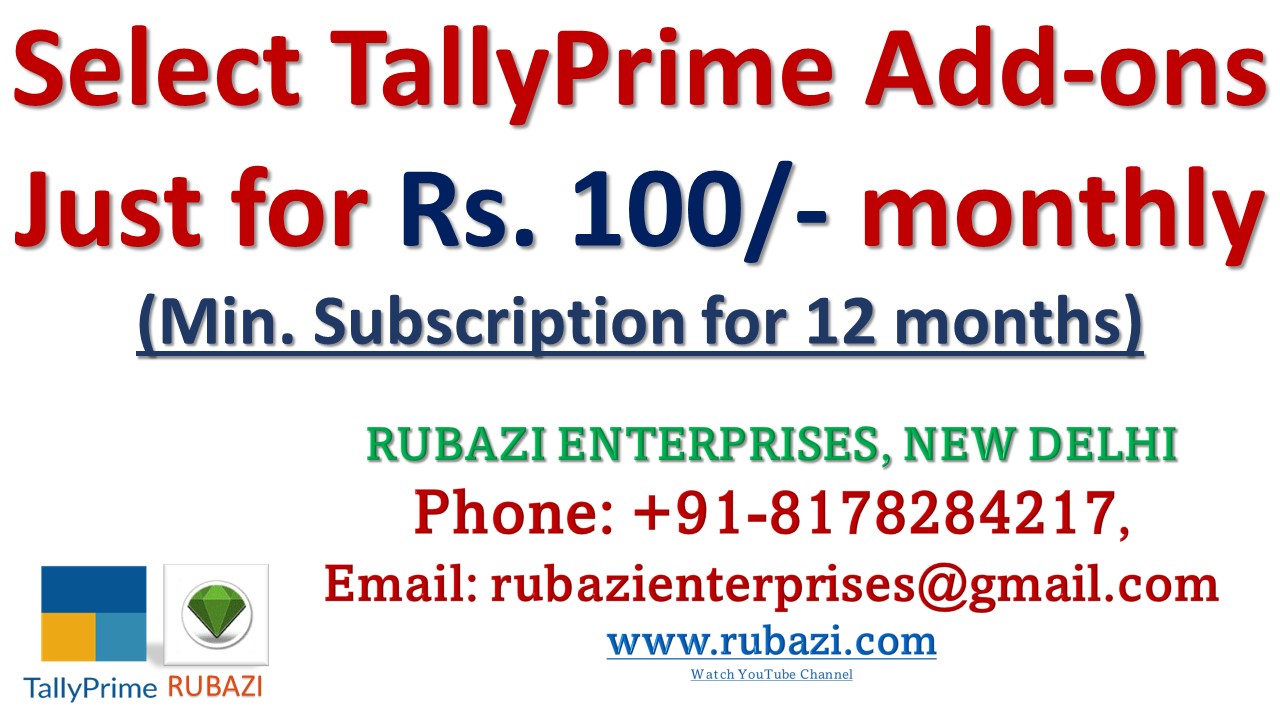 Select TallyPrime Add-ons
Just for Rs. 100/- monthly
(Min. Subscription for 12 months)
RUBAZI ENTERPRISES, NEW DELHI
Phone: +91-8178284217,
Email: rubazienterprises@gmail.com
www.rubazi.com
Watch YouTube Channel
TallyPrime RUBAZI